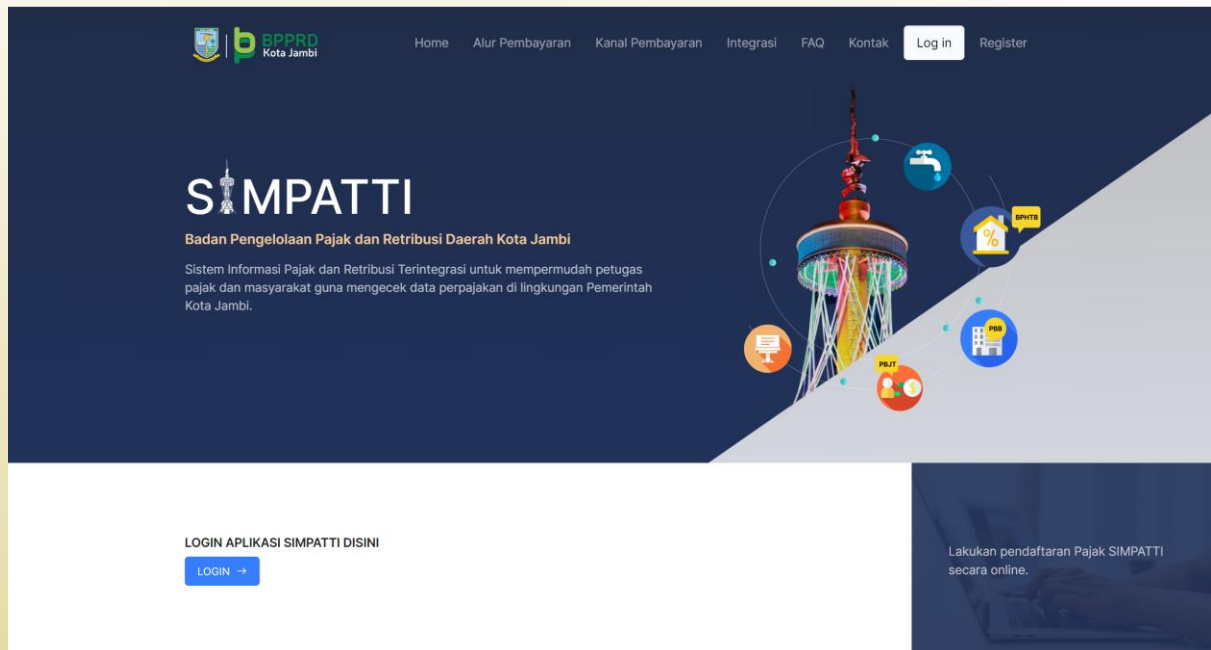 BPPRD
Kota Jambi
Home Alur Pembayaran Kanal Pembayaran Integrasi FAQ Kontak Log in Register
SIMPATTI
Badan Pengelolaan Pajak dan Retribusi Daerah Kota Jambi
Sistem Informasi Pajak dan Retribusi Terintegrasi untuk mempermudah petugas
pajak dan masyarakat guna mengecek data perpajakan di lingkungan Pemerintah
Kota Jambi.
BPHTB
%
PBB
PBJT
$
LOGIN APLIKASI SIMPATTI DISINI
LOGIN →
Lakukan pendaftaran Pajak SIMPATTI
secara online.